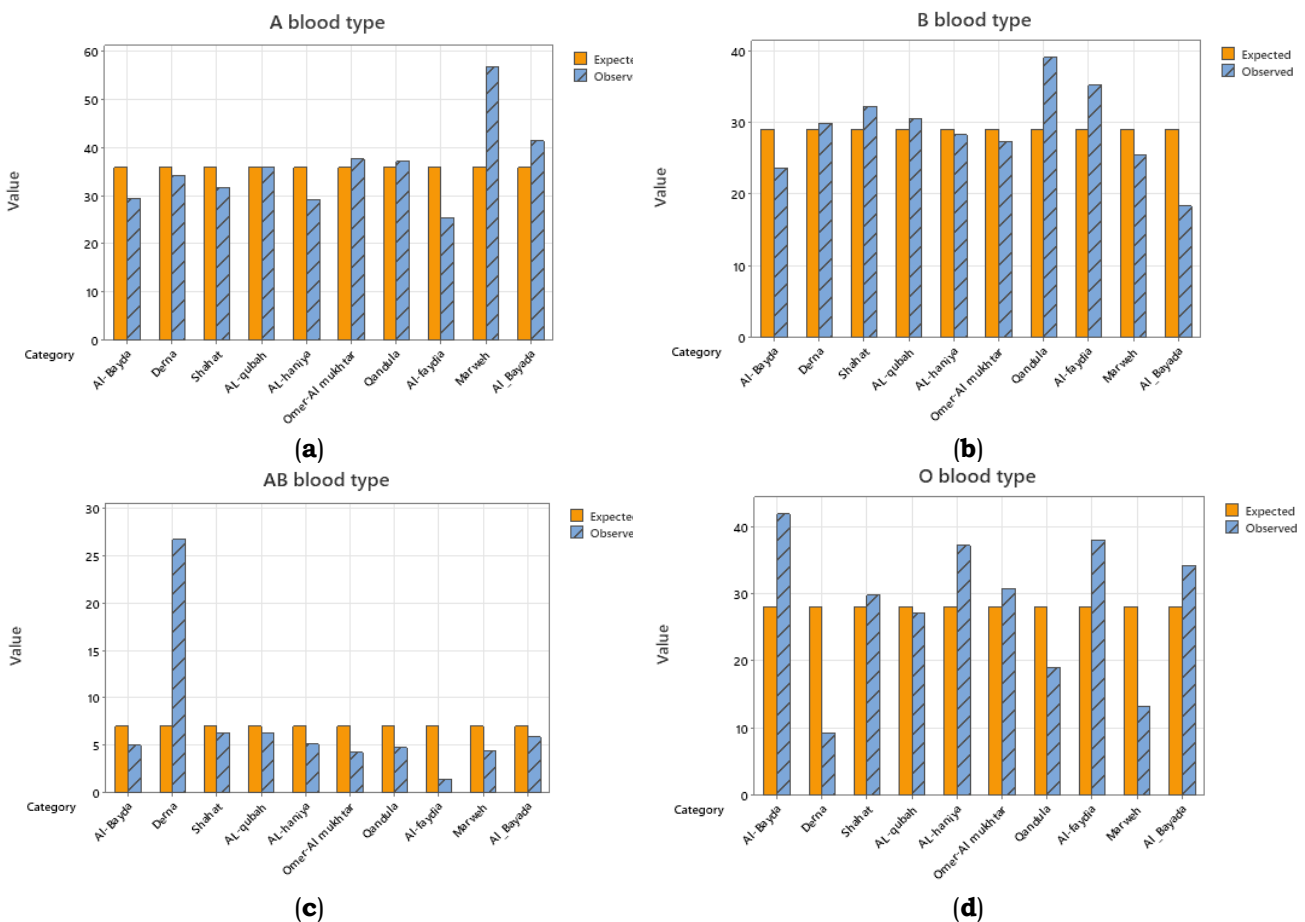 A blood type
60
50
40
30
20
10
0
Value
Category
Al-Bayda
Derna
Shahat
AL-qubah
AL-haniya
Omer-Al mukhtar
Qandula
Al-faydia
Marweh
Al_Bayada
Expecte
Observe
(a)
B blood type
40
30
20
10
0
Value
Category
Al-Bayda
Derna
Shahat
AL-qubah
AL-haniya
Omer-Al mukhtar
Qandula
Al-faydia
Marweh
Al_Bayada
Expected
Observed
(b)
AB blood type
30
25
20
15
10
5
0
Value
Category
Al-Bayda
Derna
Shahat
AL-qubah
AL-haniya
Omer-Al mukhtar
Qandula
Al-faydia
Marweh
Al_Bayada
Expected
Observed
(c)
O blood type
40
30
20
10
0
Value
Category
Al-Bayda
Derna
Shahat
AL-qubah
AL-haniya
Omer-Al mukhtar
Qandula
Al-faydia
Marweh
Al_Bayada
Expected
Observed
(d)